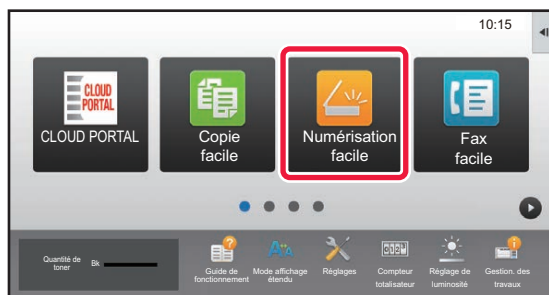 10:15
CLOUD
PORTAL
CLOUD PORTAL
Copie
facile
Numérisation
facile
Fax
facile
Quantité de
toner
Bk
Guide de
fonctionnement
Mode affichage
étendu
Réglages
Compteur
totalisateur
Réglage de
luminosité
Gestion. des
travaux